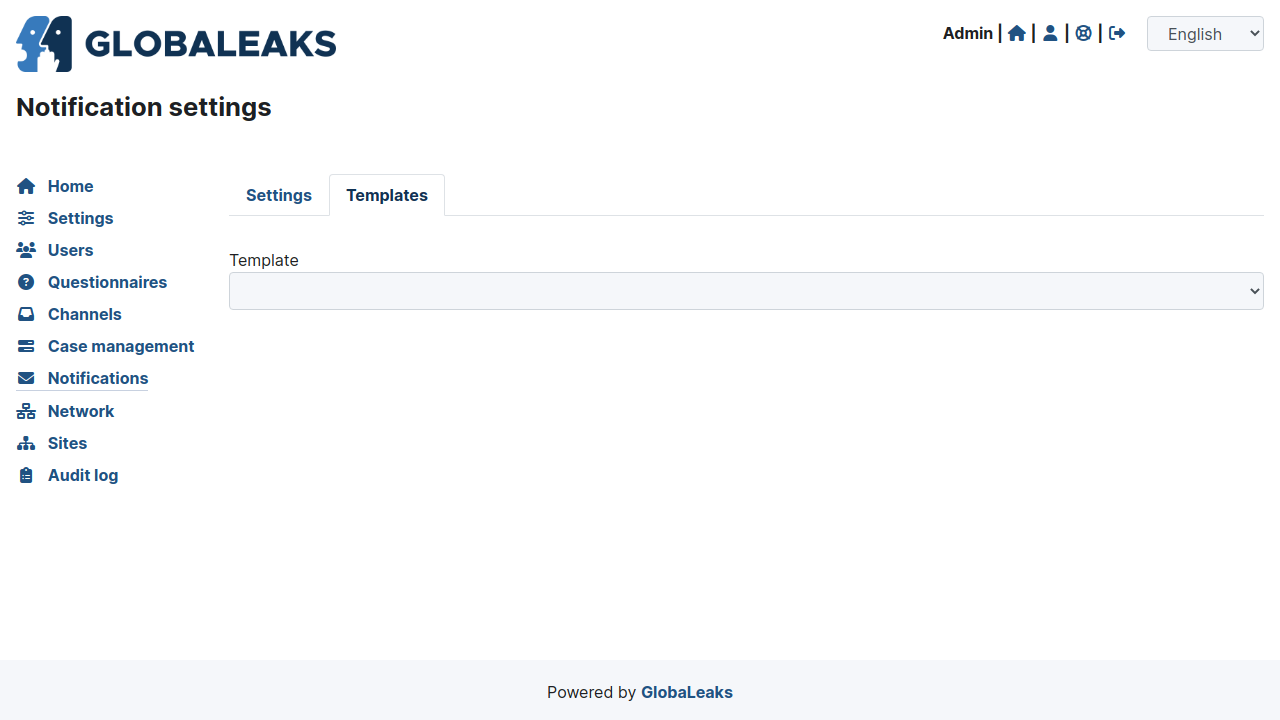 GLOBALEAKS
Admin | | | |
English
Notification settings
Home
Settings
Users
Questionnaires
Channels
Case management
Notifications
Network
Sites
Audit log
Settings
Templates
Template
Powered by GlobaLeaks